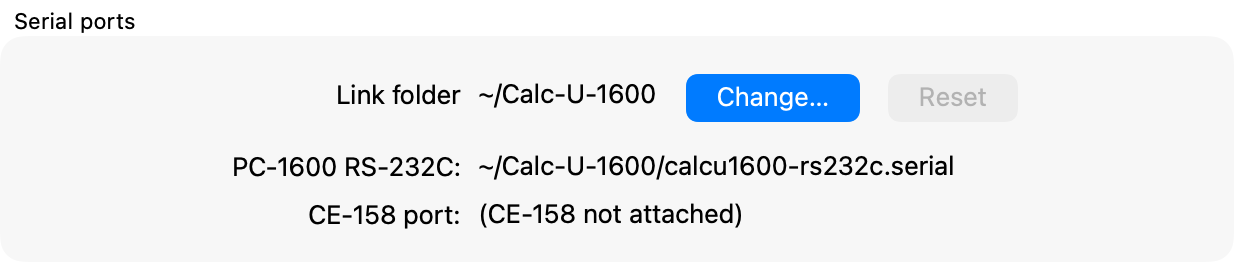 Serial ports
Link folder ~/Calc-U-1600 Change... Reset
PC-1600 RS-232C: ~/Calc-U-1600/calcu1600-rs232c.serial
CE-158 port: (CE-158 not attached)